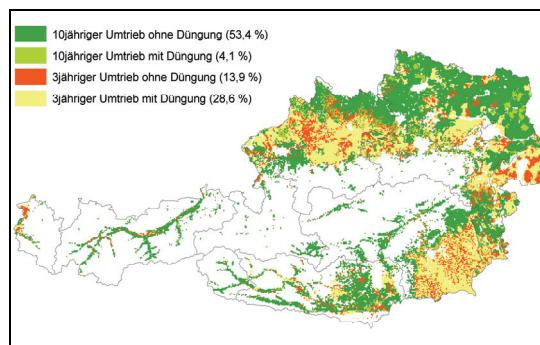 10jähriger Umtrieb ohne Düngung (53,4 %)
10jähriger Umtrieb mit Düngung (4,1 %)
3jähriger Umtrieb ohne Düngung (13,9 %)
3jähriger Umtrieb mit Düngung (28,6 %)